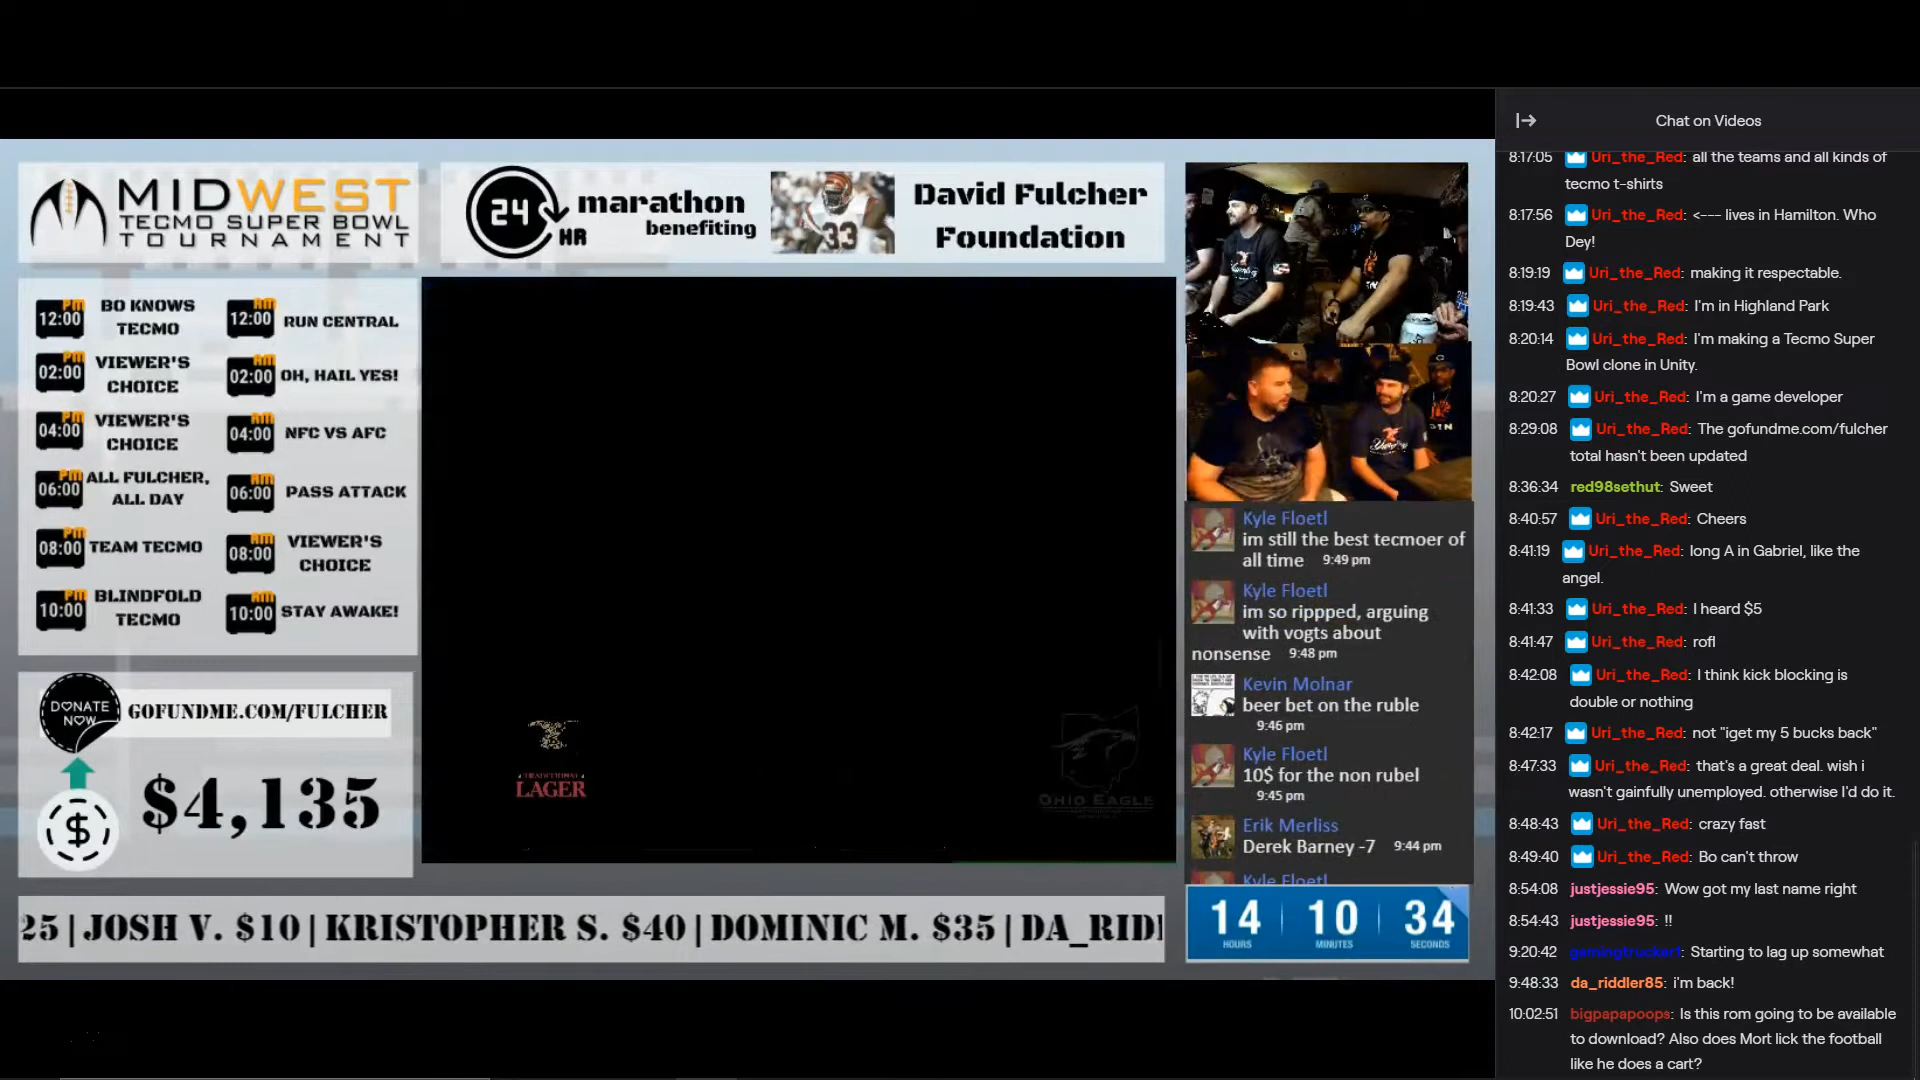 Chat on Videos
MIDWEST
TECMO SUPER BOWL
TOURNAMENT
24
HR
marathon
benefiting
33
David Fulcher
Foundation
PM 12:00 BO KNOWS TECMO
AM 12:00 RUN CENTRAL
PM 02:00 VIEWER'S CHOICE
AM 02:00 OH, HAIL YES!
PM 04:00 VIEWER'S CHOICE
AM 04:00 NFC VS AFC
PM 06:00 ALL FULCHER, ALL DAY
AM 06:00 PASS ATTACK
PM 08:00 TEAM TECMO
AM 08:00 VIEWER'S CHOICE
PM 10:00 BLINDFOLD TECMO
AM 10:00 STAY AWAKE!
DONATE
NOW
GOFUNDME.COM/FULCHER
$
$4,135
TRADITIONAL
LAGER
OHIO EAGLE
Kyle Floetl
im still the best tecmoer of
all time 9:49 pm
Kyle Floetl
im so rippped, arguing
with vogts about
nonsense 9:48 pm
Kevin Molnar
beer bet on the ruble
9:46 pm
Kyle Floetl
10$ for the non rubel
9:45 pm
Erik Merliss
Derek Barney -7 9:44 pm
Kyle Floetl
25 | JOSH V. $10 | KRISTOPHER S. $40 | DOMINIC M. $35 | DA_RID
14 10 34
HOURS MINUTES SECONDS
8:17:05 Uri_the_Red: all the teams and all kinds of
tecmo t-shirts
8:17:56 Uri_the_Red: <--- lives in Hamilton. Who
Dey!
8:19:19 Uri_the_Red: making it respectable.
8:19:43 Uri_the_Red: I'm in Highland Park
8:20:14 Uri_the_Red: I'm making a Tecmo Super
Bowl clone in Unity.
8:20:27 Uri_the_Red: I'm a game developer
8:29:08 Uri_the_Red: The gofundme.com/fulcher
total hasn't been updated
8:36:34 red98sethut: Sweet
8:40:57 Uri_the_Red: Cheers
8:41:19 Uri_the_Red: long A in Gabriel, like the
angel.
8:41:33 Uri_the_Red: I heard $5
8:41:47 Uri_the_Red: rofl
8:42:08 Uri_the_Red: I think kick blocking is
double or nothing
8:42:17 Uri_the_Red: not "iget my 5 bucks back"
8:47:33 Uri_the_Red: that's a great deal. wish i
wasn't gainfully unemployed. otherwise I'd do it.
8:48:43 Uri_the_Red: crazy fast
8:49:40 Uri_the_Red: Bo can't throw
8:54:08 justjessie95: Wow got my last name right
8:54:43 justjessie95: !!
9:20:42 gamingtrucker1: Starting to lag up somewhat
9:48:33 da_riddler85: i'm back!
10:02:51 bigpapapoops: Is this rom going to be available
to download? Also does Mort lick the football
like he does a cart?